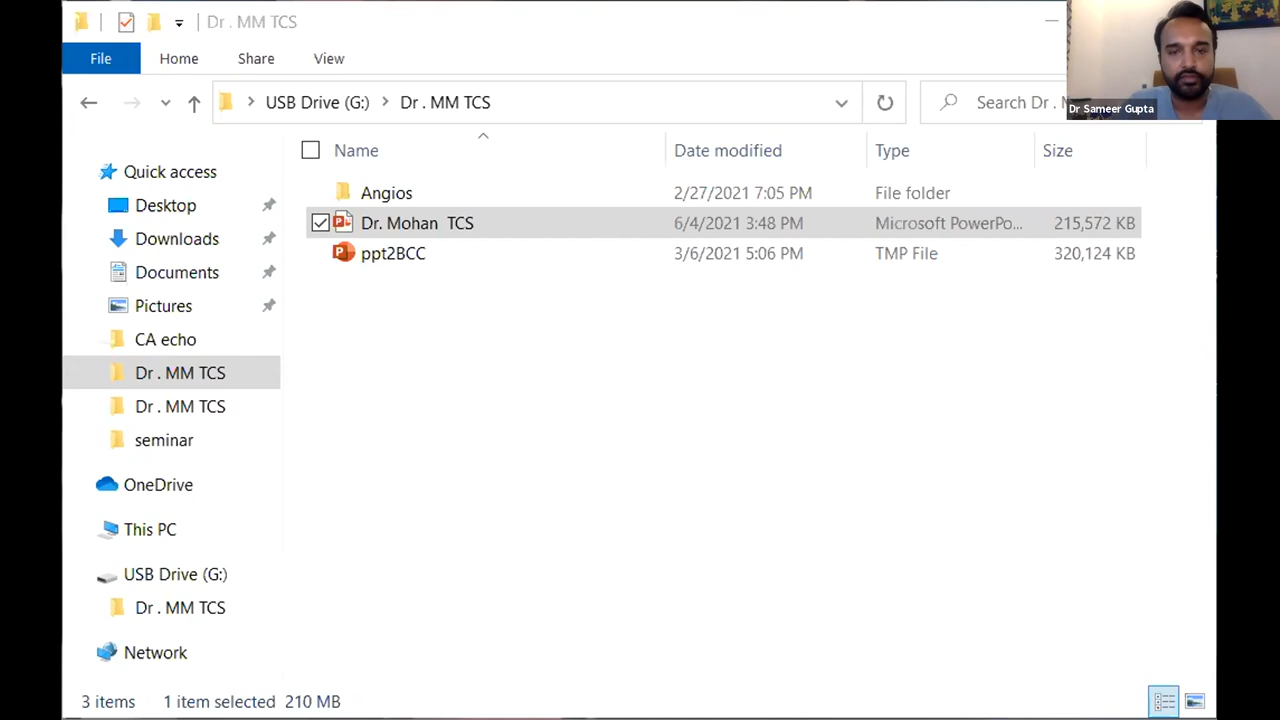 Dr . MM TCS
File Home Share View
USB Drive (G:) Dr . MM TCS Search Dr .
Dr Sameer Gupta
Name Date modified Type Size
Angios 2/27/2021 7:05 PM File folder
Dr. Mohan TCS 6/4/2021 3:48 PM Microsoft PowerPo... 215,572 KB
ppt2BCC 3/6/2021 5:06 PM TMP File 320,124 KB
Quick access
Desktop
Downloads
Documents
Pictures
CA echo
Dr . MM TCS
Dr . MM TCS
seminar
OneDrive
This PC
USB Drive (G:)
Dr . MM TCS
Network
3 items 1 item selected 210 MB